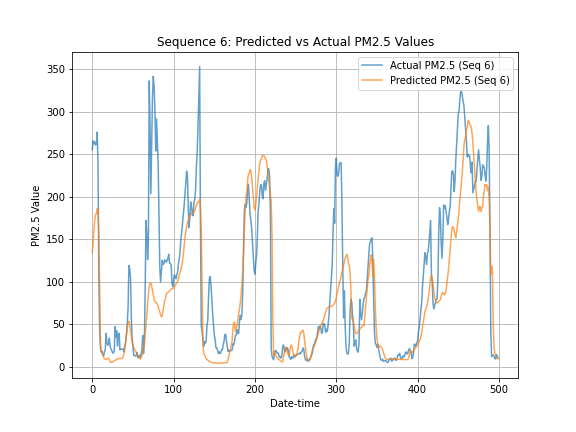 Sequence 6: Predicted vs Actual PM2.5 Values
Actual PM2.5 (Seq 6)
Predicted PM2.5 (Seq 6)
350
300
250
200
150
100
50
0
PM2.5 Value
0 100 200 300 400 500
Date-time